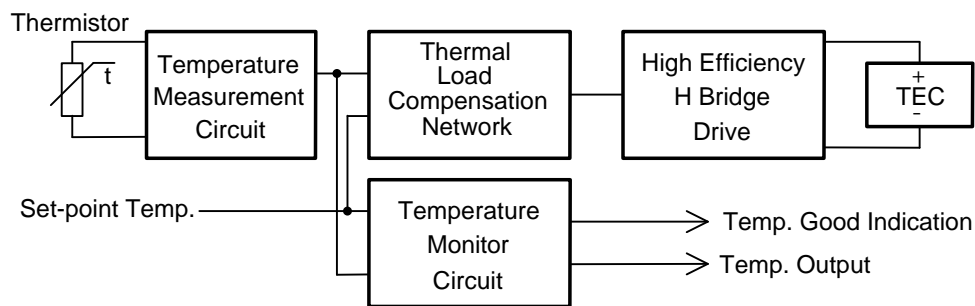 Thermistor
t
Temperature
Measurement
Circuit
Thermal
Load
Compensation
Network
High Efficiency
H Bridge
Drive
+
TEC
-
Set-point Temp.
Temperature
Monitor
Circuit
Temp. Good Indication
Temp. Output